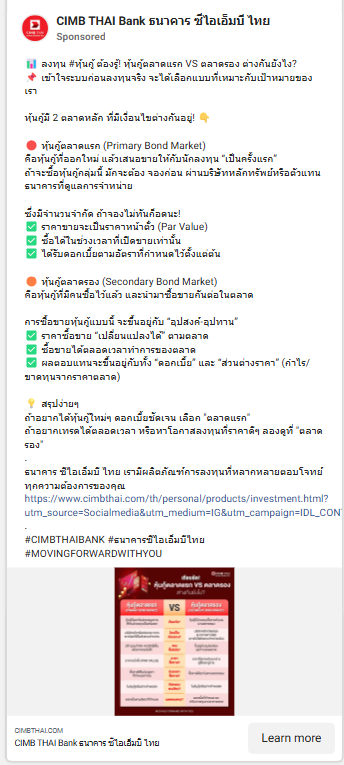 CIMB THAI Bank ธนาคาร ซีไอเอ็มบี ไทย
Sponsored
📊 ลงทุน #หุ้นกู้ ต้องรู้! หุ้นกู้ตลาดแรก VS ตลาดรอง ต่างกันยังไง?
📌 เข้าใจระบบก่อนลงทุนจริง จะได้เลือกแบบที่เหมาะกับเป้าหมายของ
เรา
หุ้นกู้มี 2 ตลาดหลัก ที่มีเงื่อนไขต่างกันอยู่! 👇
🔴 หุ้นกู้ตลาดแรก (Primary Bond Market)
คือหุ้นกู้ที่ออกใหม่ แล้วเสนอขายให้กับนักลงทุน “เป็นครั้งแรก”
ถ้าจะซื้อหุ้นกู้กลุ่มนี้ มักจะต้อง จองก่อน ผ่านบริษัทหลักทรัพย์หรือตัวแทน
ธนาคารที่ดูแลการจำหน่าย
ซึ่งมีจำนวนจำกัด ถ้าจองไม่ทันก็อดนะ!
✅ ราคาขายจะเป็นราคาหน้าตั๋ว (Par Value)
✅ ซื้อได้ในช่วงเวลาที่เปิดขายเท่านั้น
✅ ได้รับดอกเบี้ยตามอัตราที่กำหนดไว้ตั้งแต่ต้น
🟠 หุ้นกู้ตลาดรอง (Secondary Bond Market)
คือหุ้นกู้ที่มีคนซื้อไว้แล้ว และนำมาซื้อขายกันต่อในตลาด
การซื้อขายหุ้นกู้แบบนี้ จะขึ้นอยู่กับ “อุปสงค์-อุปทาน”
✅ ราคาซื้อขาย “เปลี่ยนแปลงได้” ตามตลาด
✅ ซื้อขายได้ตลอดเวลาทำการของตลาด
✅ ผลตอบแทนจะขึ้นอยู่กับทั้ง “ดอกเบี้ย” และ “ส่วนต่างราคา” (กำไร/
ขาดทุนจากราคาตลาด)
💡 สรุปง่ายๆ
ถ้าอยากได้หุ้นกู้ใหม่ๆ ดอกเบี้ยชัดเจน เลือก "ตลาดแรก"
ถ้าอยากเทรดได้ตลอดเวลา หรือหาโอกาสลงทุนที่ราคาดีๆ ลองดูที่ "ตลาด
รอง"
.
ธนาคาร ซีไอเอ็มบี ไทย เรามีผลิตภัณฑ์การลงทุนที่หลากหลายตอบโจทย์
ทุกความต้องการของคุณ
https://www.cimbthai.com/th/personal/products/investment.html?
utm_source=Socialmedia&utm_medium=IG&utm_campaign=IDL_CON
.
#CIMBTHAIBANK #ธนาคารซีไอเอ็มบีไทย
#MOVINGFORWARDWITHYOU
หุ้นกู้ตลาดแรก VS ตลาดรอง
ต่างกันยังไง?
VS
CIMBTHAI.COM
CIMB THAI Bank ธนาคาร ซีไอเอ็มบี ไทย
Learn more